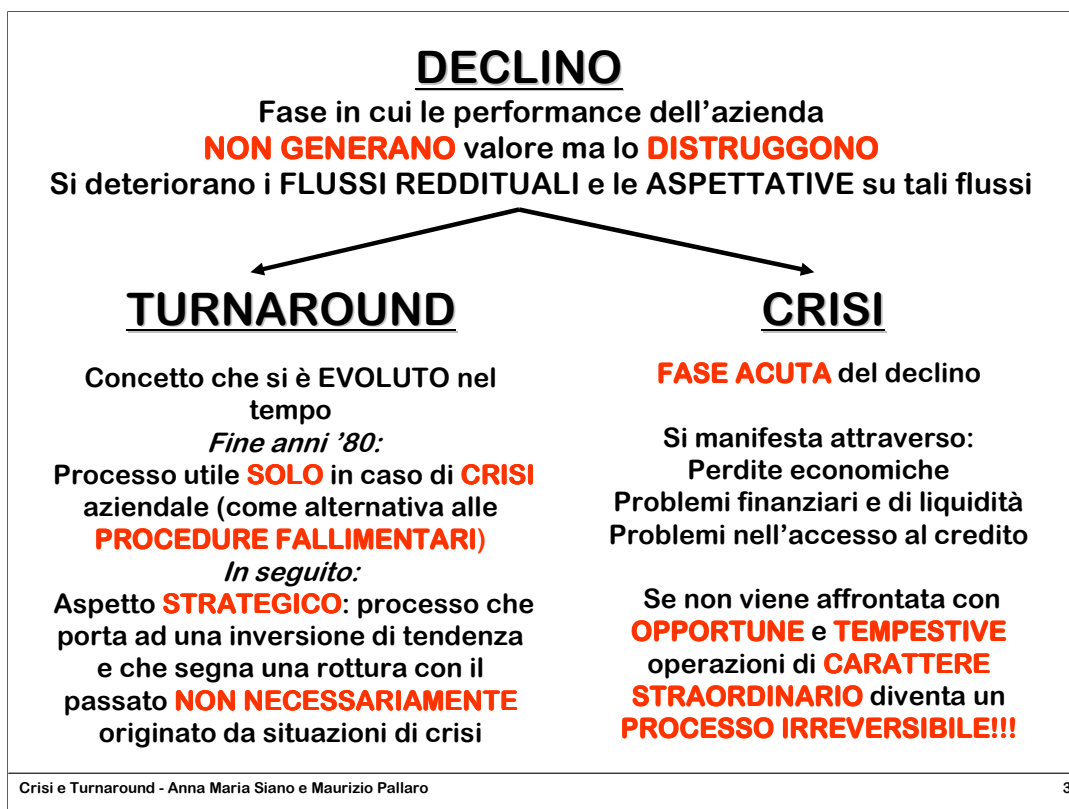 DECLINO
Fase in cui le performance dell’azienda
NON GENERANO valore ma lo DISTRUGGONO
Si deteriorano i FLUSSI REDDITUALI e le ASPETTATIVE su tali flussi
TURNAROUND
Concetto che si è EVOLUTO nel
tempo
Fine anni ’80:
Processo utile SOLO in caso di CRISI
aziendale (come alternativa alle
PROCEDURE FALLIMENTARI)
In seguito:
Aspetto STRATEGICO: processo che
porta ad una inversione di tendenza
e che segna una rottura con il
passato NON NECESSARIAMENTE
originato da situazioni di crisi
CRISI
FASE ACUTA del declino
Si manifesta attraverso:
Perdite economiche
Problemi finanziari e di liquidità
Problemi nell’accesso al credito
Se non viene affrontata con
OPPORTUNE e TEMPESTIVE
operazioni di CARATTERE
STRAORDINARIO diventa un
PROCESSO IRREVERSIBILE!!!
Crisi e Turnaround - Anna Maria Siano e Maurizio Pallaro
3